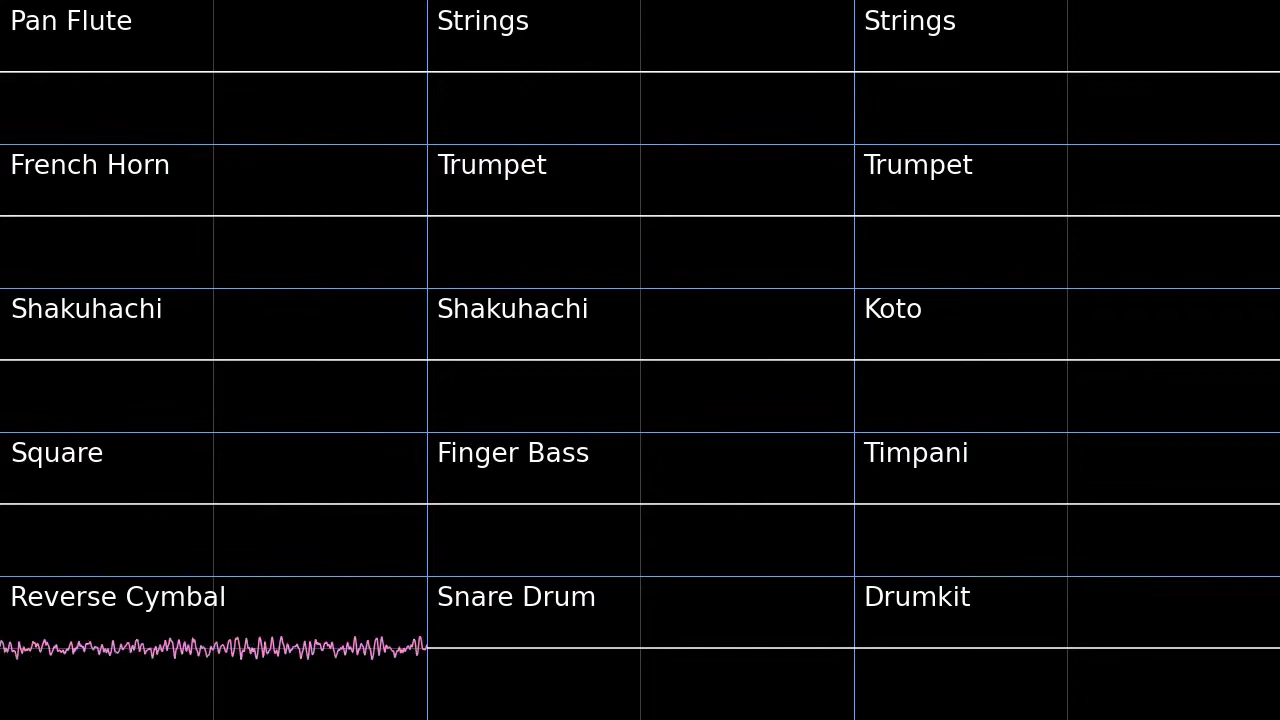 Pan Flute
Strings
Strings
French Horn
Trumpet
Trumpet
Shakuhachi
Shakuhachi
Koto
Square
Finger Bass
Timpani
Reverse Cymbal
Snare Drum
Drumkit